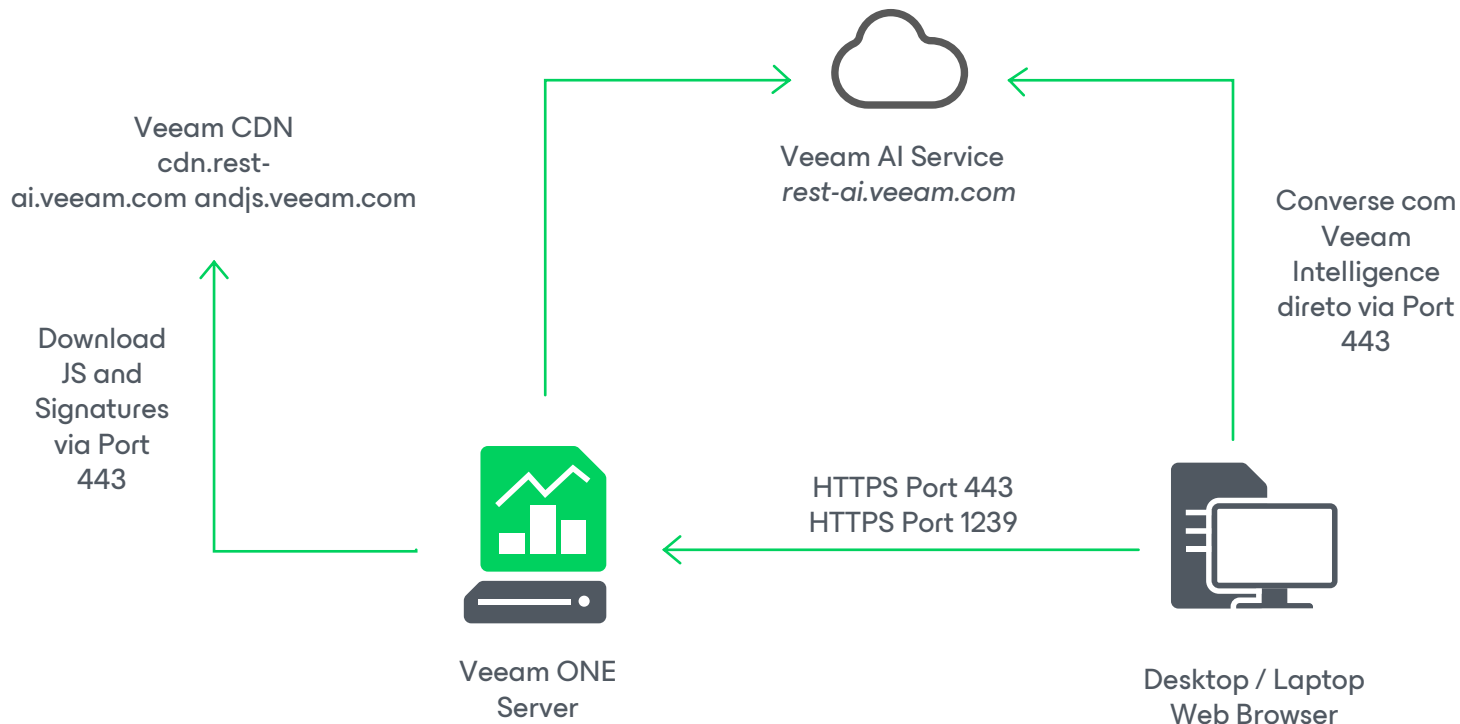 Veeam CDN
cdn.rest-
ai.veeam.com andjs.veeam.com
Download
JS and
Signatures
via Port
443
Veeam AI Service
rest-ai.veeam.com
Converse com
Veeam
Intelligence
direto via Port
443
HTTPS Port 443
HTTPS Port 1239
Veeam ONE
Server
Desktop / Laptop
Web Browser